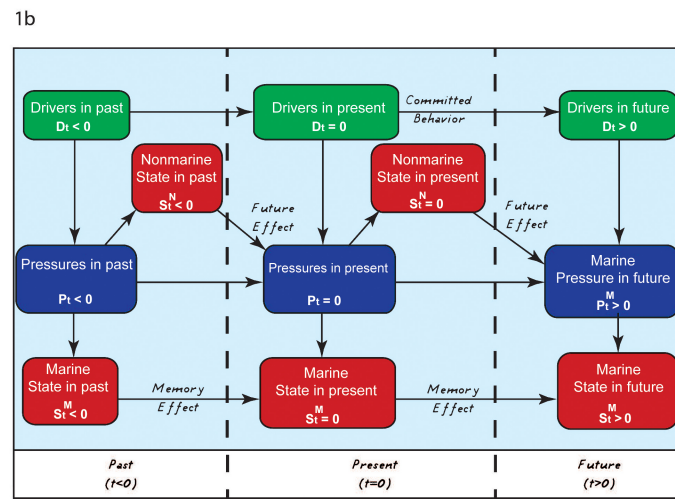 1b
Drivers in past
Dt < 0
Drivers in present
Dt = 0
Committed
Behavior
Drivers in future
Dt > 0
Nonmarine
State in past
N
St < 0
Nonmarine
State in present
N
St = 0
Future
Effect
Future
Effect
Pressures in past
Pt < 0
Pressures in present
Pt = 0
Marine
Pressure in future
M
Pt > 0
Marine
State in past
M
St < 0
Memory
Effect
Marine
State in present
M
St = 0
Memory
Effect
Marine
State in future
M
St > 0
Past
(t<0)
Present
(t=0)
Future
(t>0)